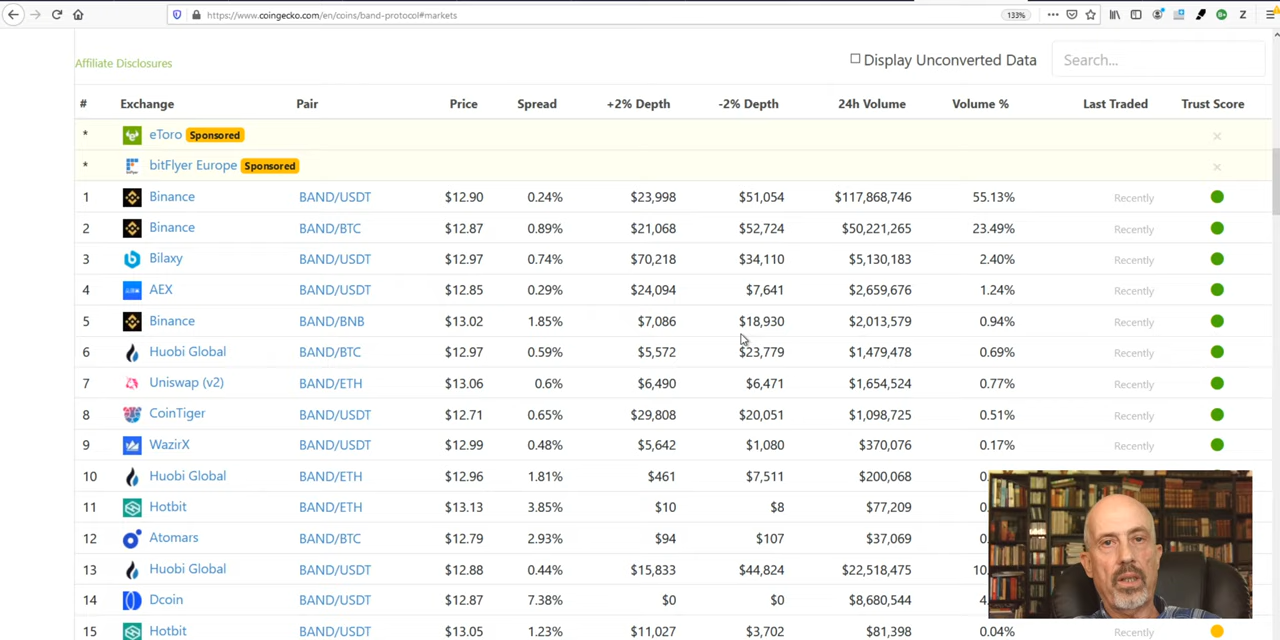 https://www.coingecko.com/en/coins/band-protocol#markets 133% Z
Affiliate Disclosures Display Unconverted Data Search...
# Exchange Pair Price Spread +2% Depth -2% Depth 24h Volume Volume % Last Traded Trust Score
* eToro Sponsored
* bitFlyer Europe Sponsored
1 Binance BAND/USDT $12.90 0.24% $23,998 $51,054 $117,868,746 55.13% Recently
2 Binance BAND/BTC $12.87 0.89% $21,068 $52,724 $50,221,265 23.49% Recently
3 Bilaxy BAND/USDT $12.97 0.74% $70,218 $34,110 $5,130,183 2.40% Recently
4 AEX BAND/USDT $12.85 0.29% $24,094 $7,641 $2,659,676 1.24% Recently
5 Binance BAND/BNB $13.02 1.85% $7,086 $18,930 $2,013,579 0.94% Recently
6 Huobi Global BAND/BTC $12.97 0.59% $5,572 $23,779 $1,479,478 0.69% Recently
7 Uniswap (v2) BAND/ETH $13.06 0.6% $6,490 $6,471 $1,654,524 0.77% Recently
8 CoinTiger BAND/USDT $12.71 0.65% $29,808 $20,051 $1,098,725 0.51% Recently
9 WazirX BAND/USDT $12.99 0.48% $5,642 $1,080 $370,076 0.17% Recently
10 Huobi Global BAND/ETH $12.96 1.81% $461 $7,511 $200,068 0.
11 Hotbit BAND/ETH $13.13 3.85% $10 $8 $77,209 0.
12 Atomars BAND/BTC $12.79 2.93% $94 $107 $37,069 0.
13 Huobi Global BAND/USDT $12.88 0.44% $15,833 $44,824 $22,518,475 10.
14 Dcoin BAND/USDT $12.87 7.38% $0 $0 $8,680,544 4.
15 Hotbit BAND/USDT $13.05 1.23% $11,027 $3,702 $81,398 0.04% Recently